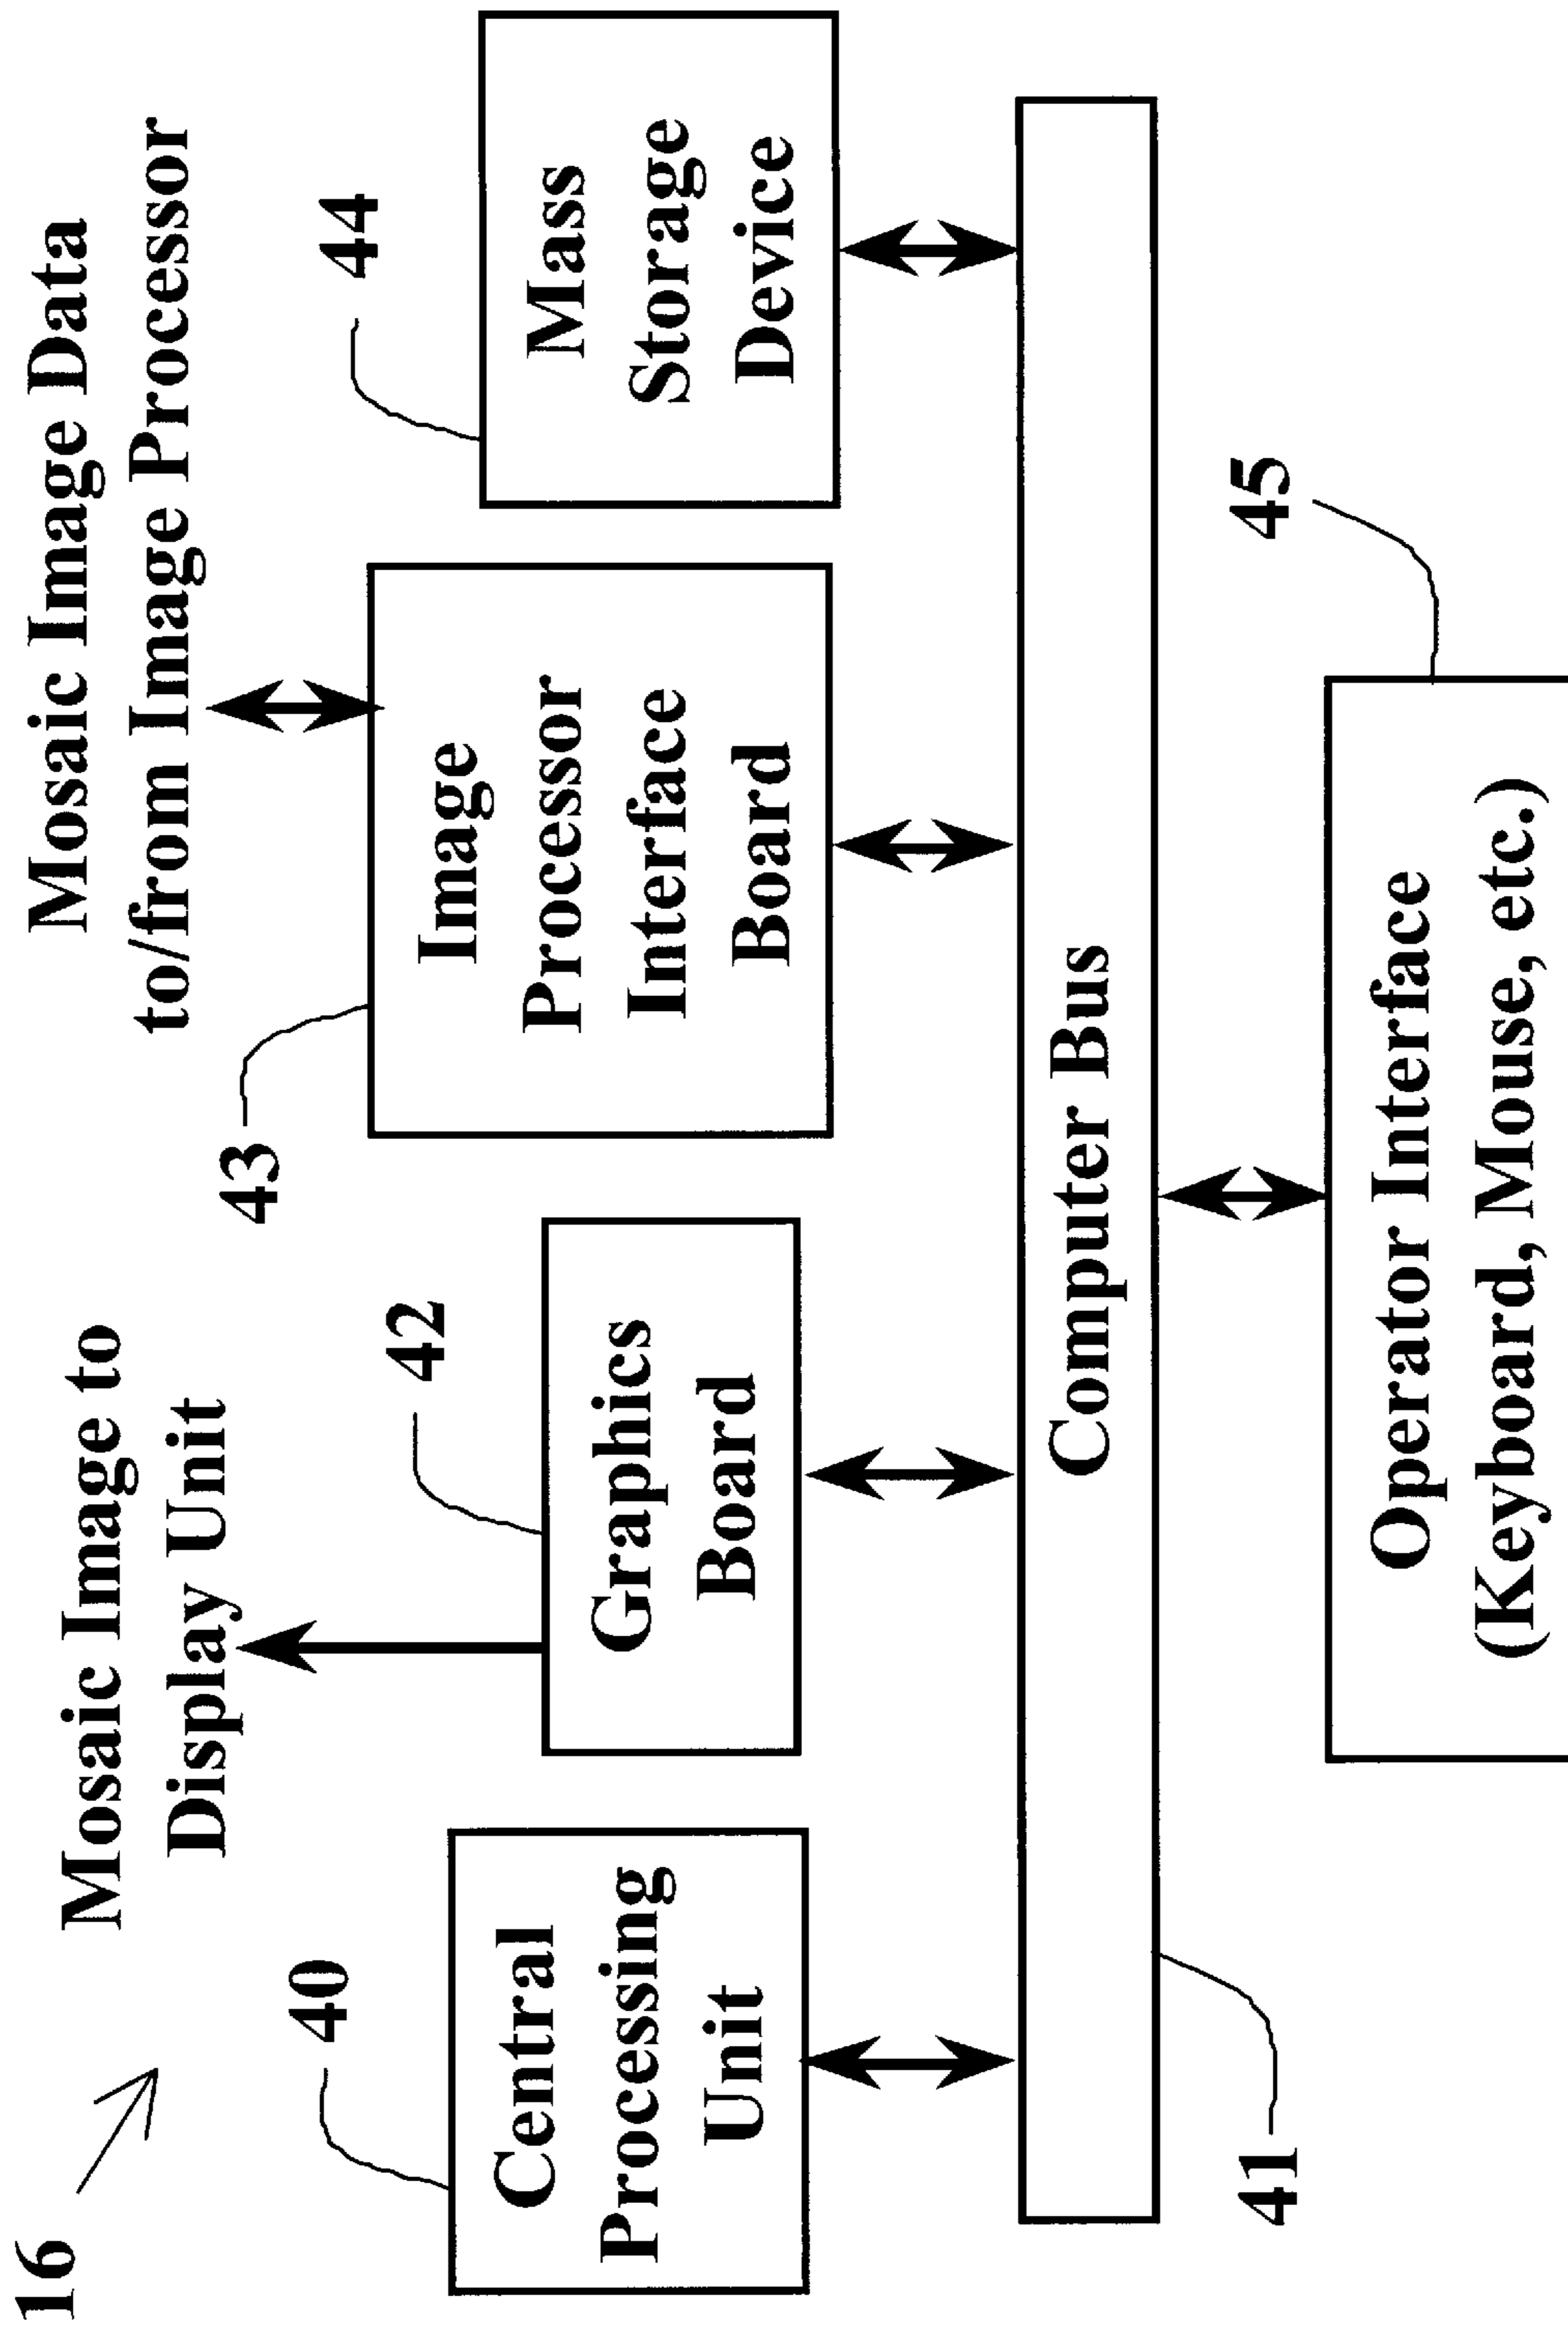 16
Mosaic Image to
Display Unit
Mosaic Image Data
to/from Image Processor
40
Central
Processing
Unit
42
Graphics
Board
43
Image
Processor
Interface
Board
44
Mass
Storage
Device
Computer Bus
41
45
Operator Interface
(Keyboard, Mouse, etc.)